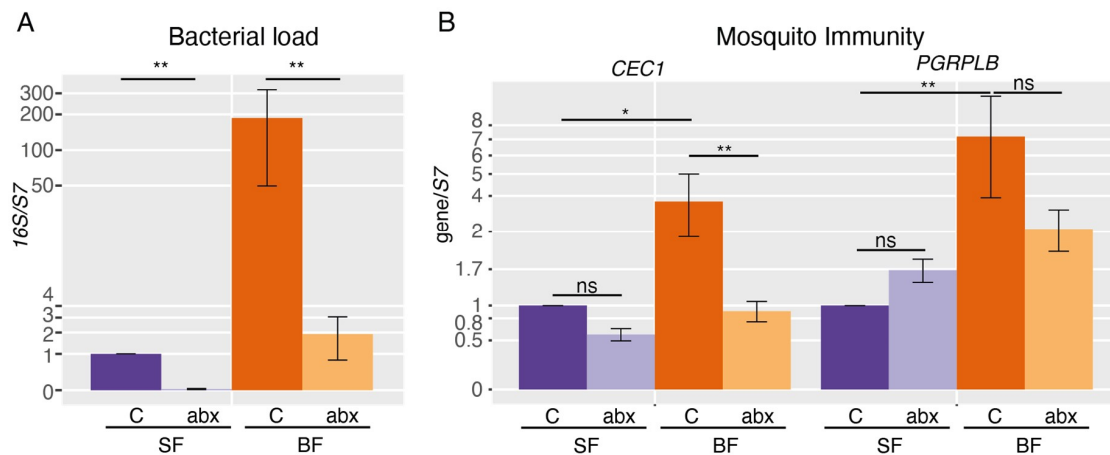 A
Bacterial load
**
**
300
200
100
50
4
3
2
1
0
16S/S7
C abx C abx
SF BF
B
Mosquito Immunity
CEC1
PGRPLB
* ** ** ns
ns ns
8
7
6
4
2
1.7
1
0.8
0.5
0
gene/S7
C abx C abx C abx C abx
SF BF SF BF